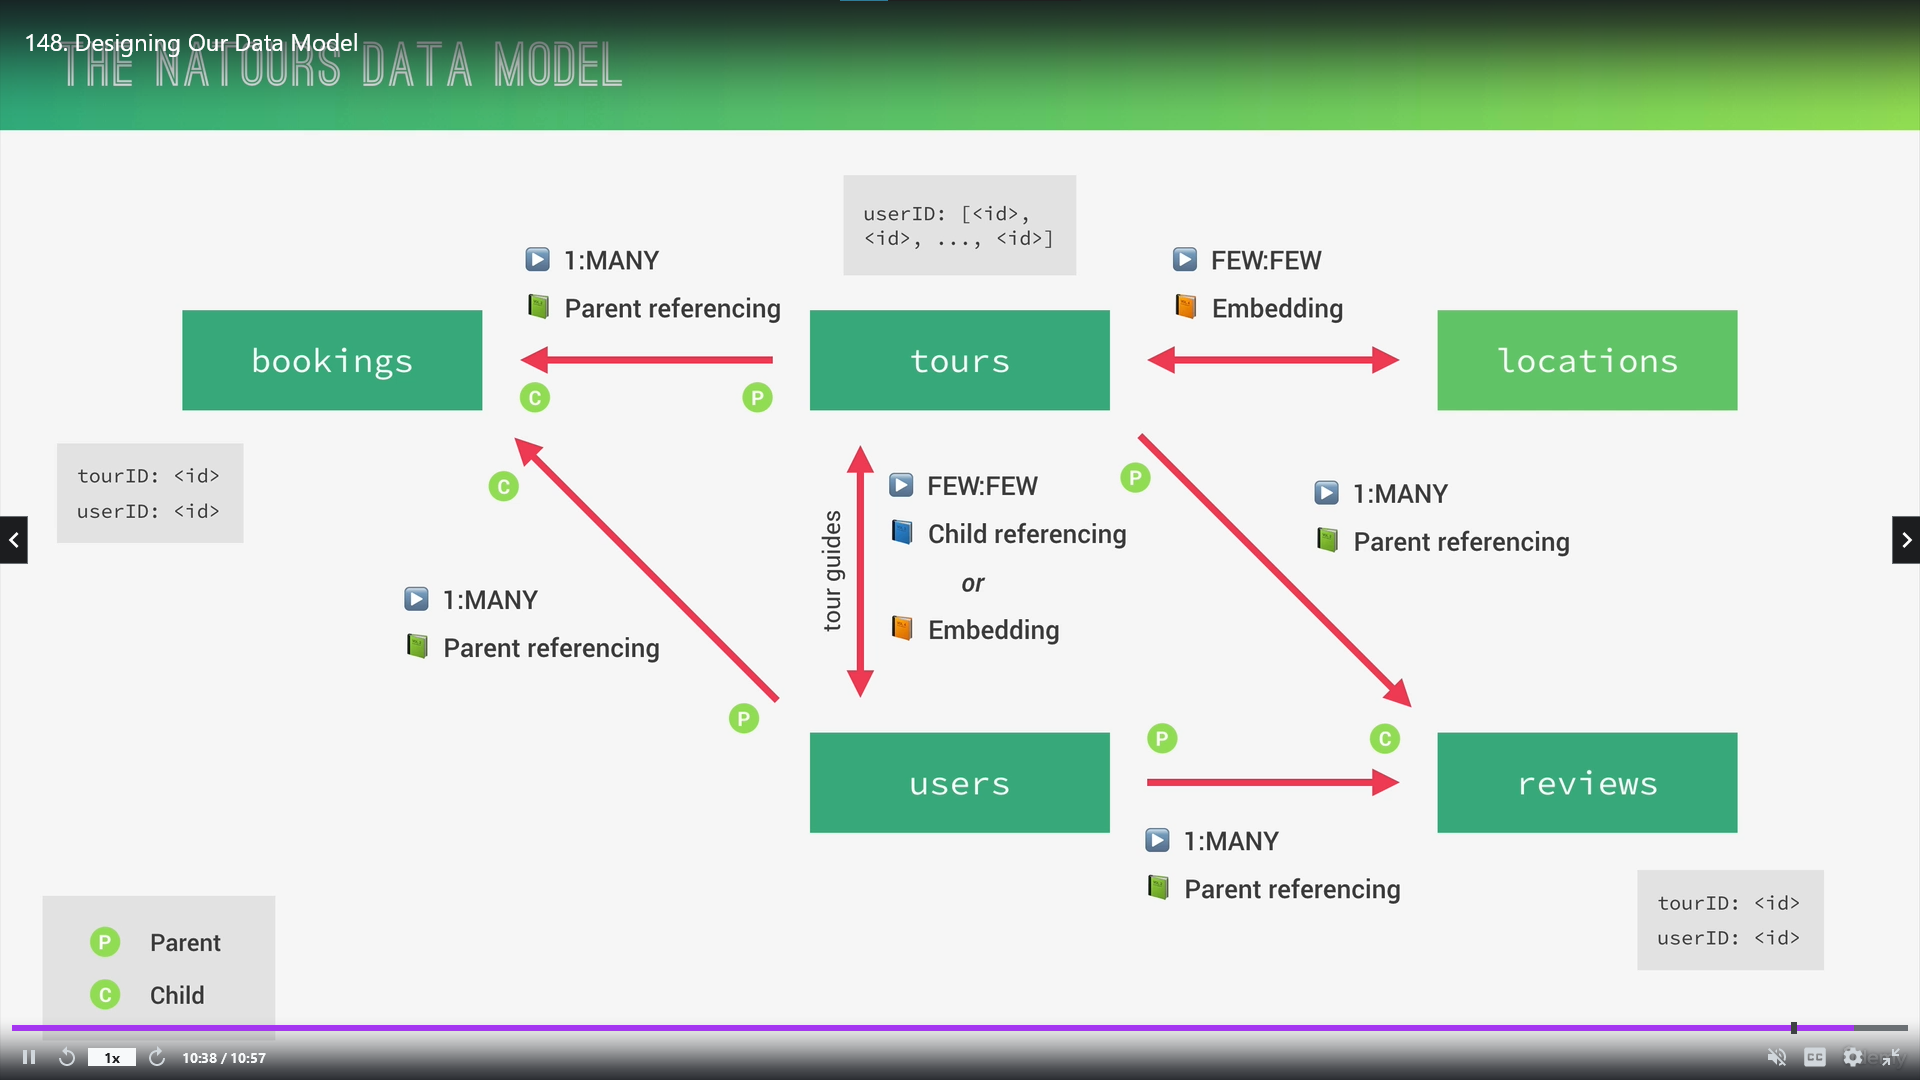 148. Designing Our Data Model
THE NATOURS DATA MODEL
userID: [<id>,
<id>, ..., <id>]
1:MANY
Parent referencing
FEW:FEW
Embedding
bookings
tours
locations
C
P
tourID: <id>
userID: <id>
C
P
tour guides
FEW:FEW
Child referencing
or
Embedding
1:MANY
Parent referencing
1:MANY
Parent referencing
P
P
C
users
reviews
1:MANY
Parent referencing
tourID: <id>
userID: <id>
P Parent
C Child
1x
10:38 / 10:57
CC